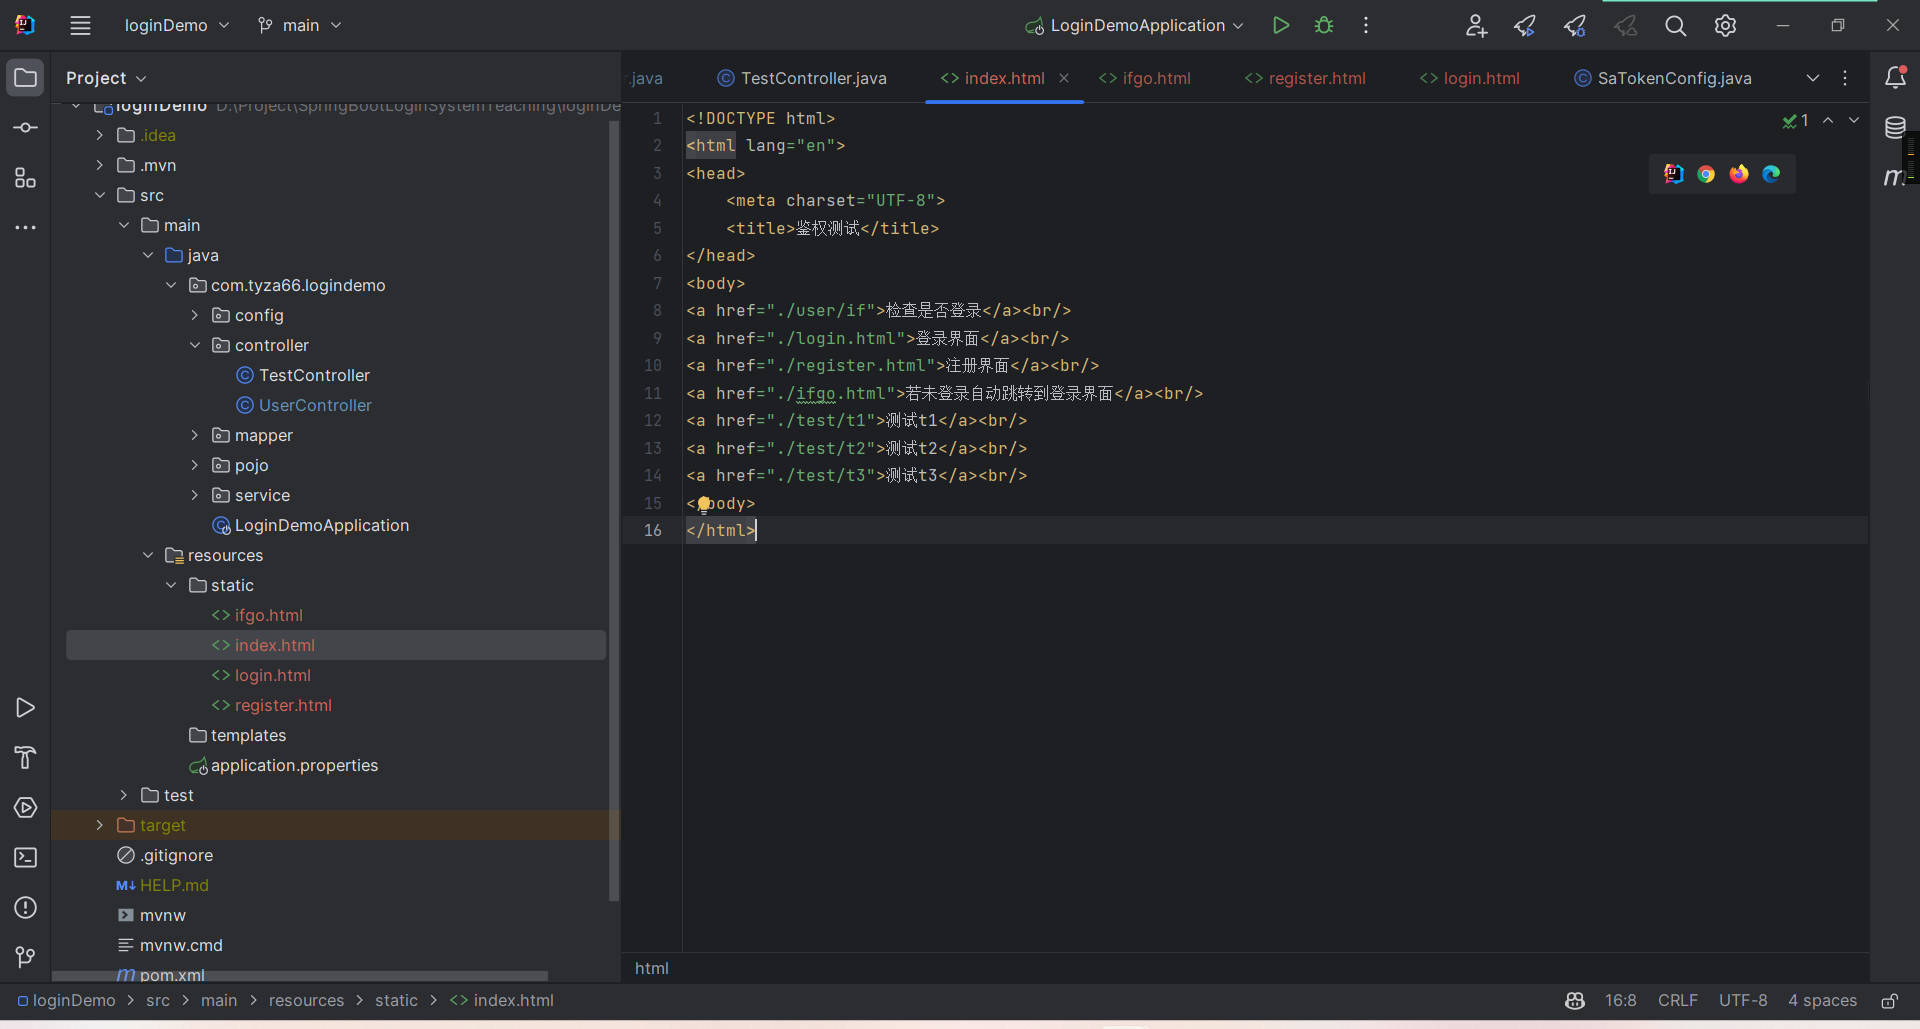 loginDemo
main
LoginDemoApplication
Project
.java
TestController.java
index.html
ifgo.html
register.html
login.html
SaTokenConfig.java
loginDemo D:\Project\SpringBootLoginSystemTeaching\loginDe
.idea
.mvn
src
main
java
com.tyza66.logindemo
config
controller
TestController
UserController
mapper
pojo
service
LoginDemoApplication
resources
static
ifgo.html
index.html
login.html
register.html
templates
application.properties
test
target
.gitignore
M↓ HELP.md
mvnw
mvnw.cmd
m pom.xml
1 <!DOCTYPE html>
2 <html lang="en">
3 <head>
4 <meta charset="UTF-8">
5 <title>鉴权测试</title>
6 </head>
7 <body>
8 <a href="./user/if">检查是否登录</a><br/>
9 <a href="./login.html">登录界面</a><br/>
10 <a href="./register.html">注册界面</a><br/>
11 <a href="./ifgo.html">若未登录自动跳转到登录界面</a><br/>
12 <a href="./test/t1">测试t1</a><br/>
13 <a href="./test/t2">测试t2</a><br/>
14 <a href="./test/t3">测试t3</a><br/>
15 </body>
16 </html>
1
m
html
loginDemo > src > main > resources > static > index.html
16:8 CRLF UTF-8 4 spaces